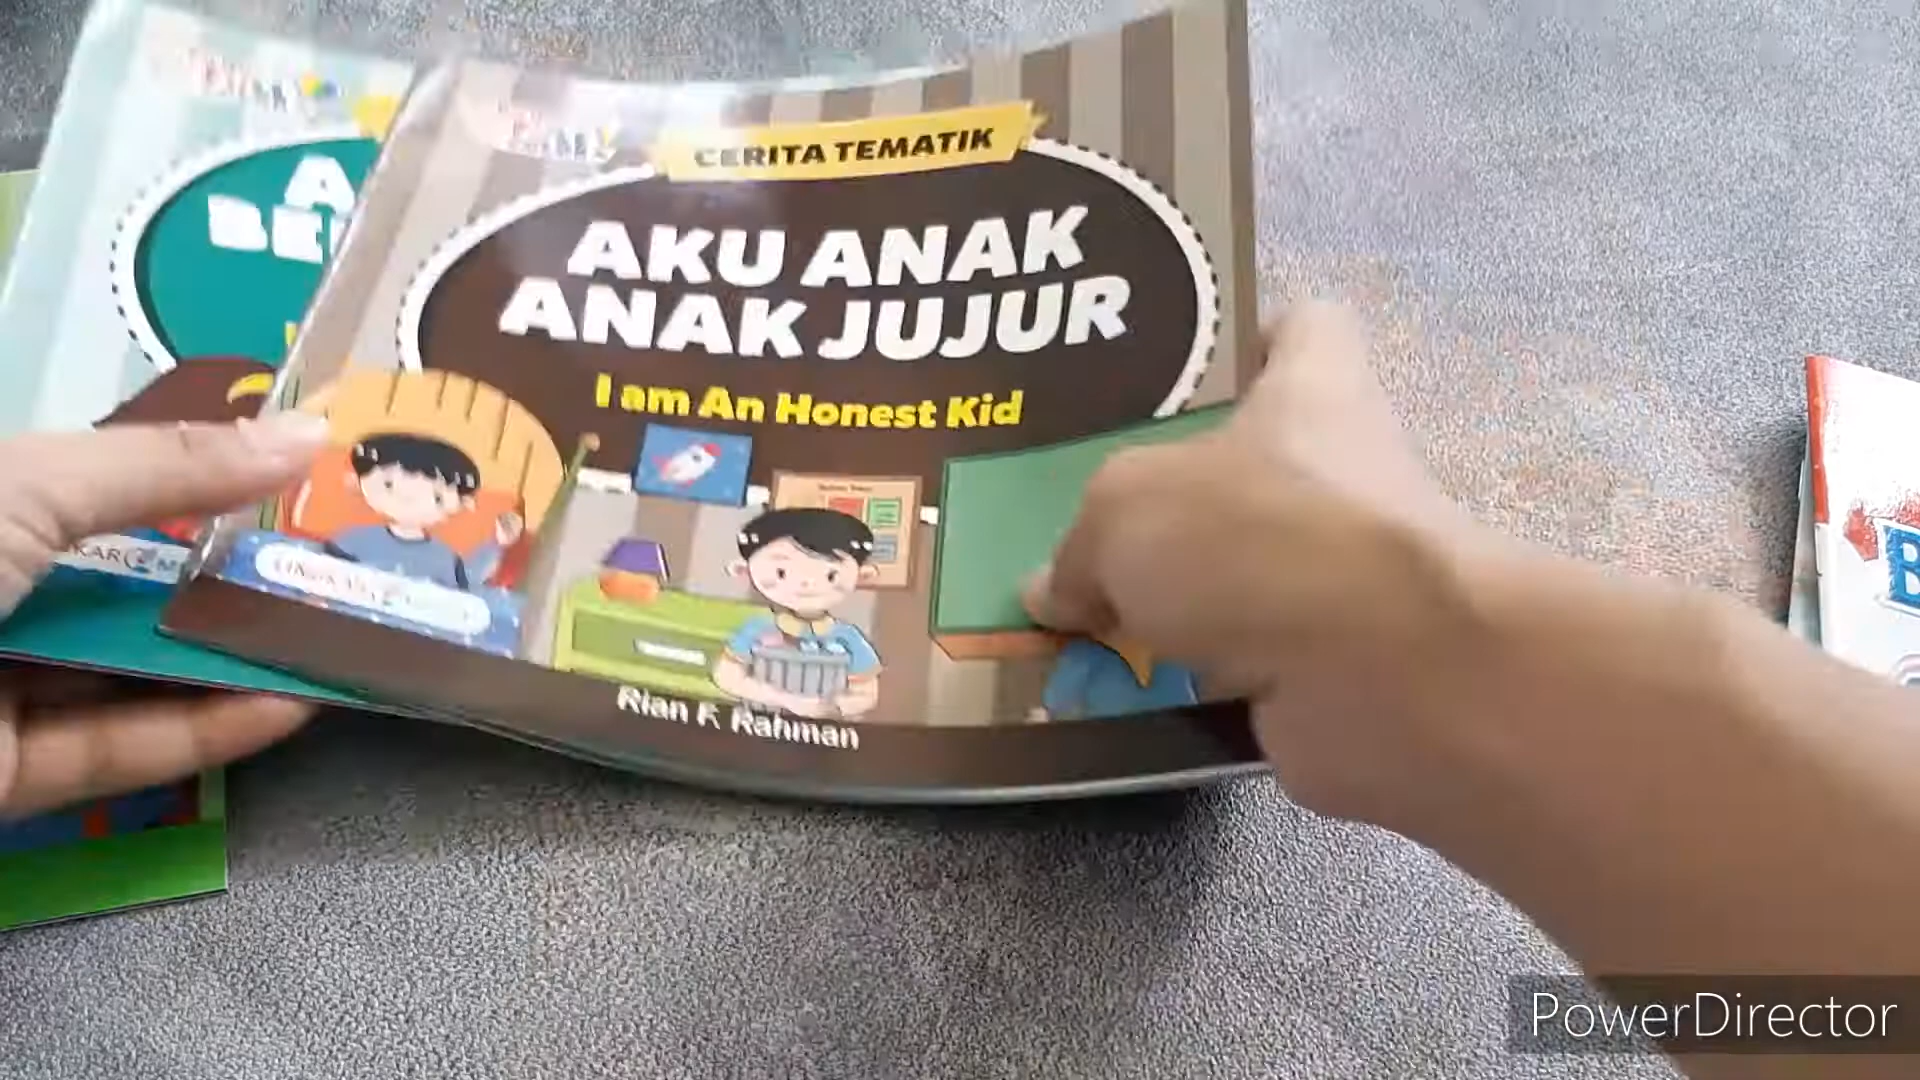 CERITA TEMATIK
AKU ANAK
ANAK JUJUR
I am An Honest Kid
Rian F Rahman
PowerDirector